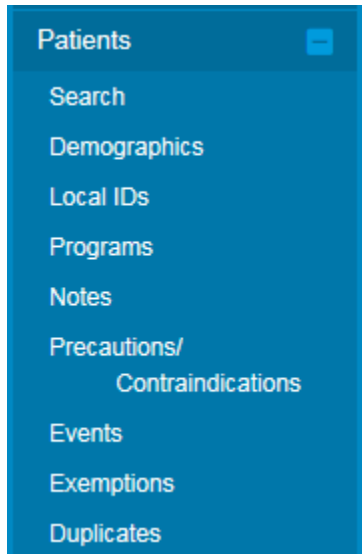 Patients
Search
Demographics
Local IDs
Programs
Notes
Precautions/
Contraindications
Events
Exemptions
Duplicates